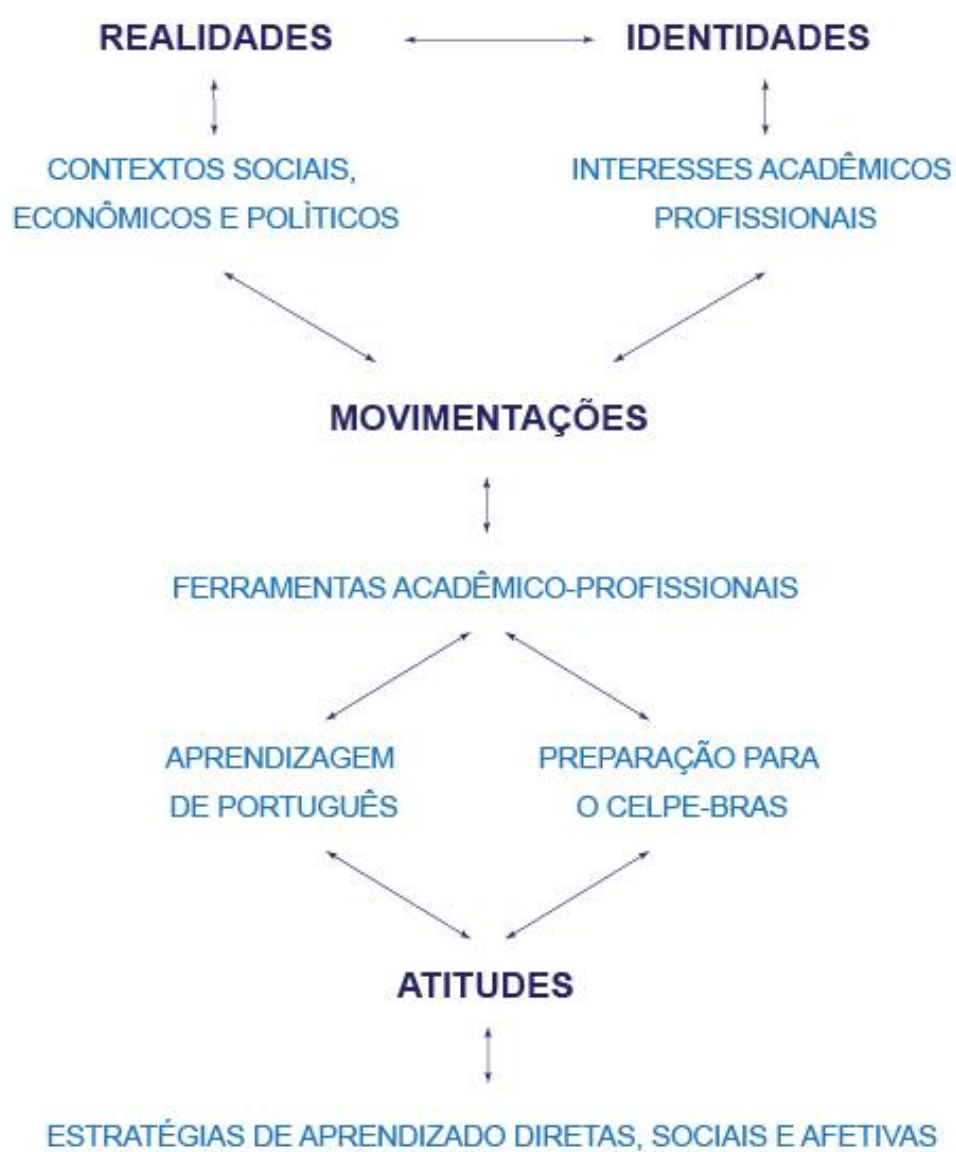 REALIDADES
IDENTIDADES
CONTEXTOS SOCIAIS,
ECONÔMICOS E POLÌTICOS
INTERESSES ACADÊMICOS
PROFISSIONAIS
MOVIMENTAÇÕES
FERRAMENTAS ACADÊMICO-PROFISSIONAIS
APRENDIZAGEM
DE PORTUGUÊS
PREPARAÇÃO PARA
O CELPE-BRAS
ATITUDES
ESTRATÉGIAS DE APRENDIZADO DIRETAS, SOCIAIS E AFETIVAS